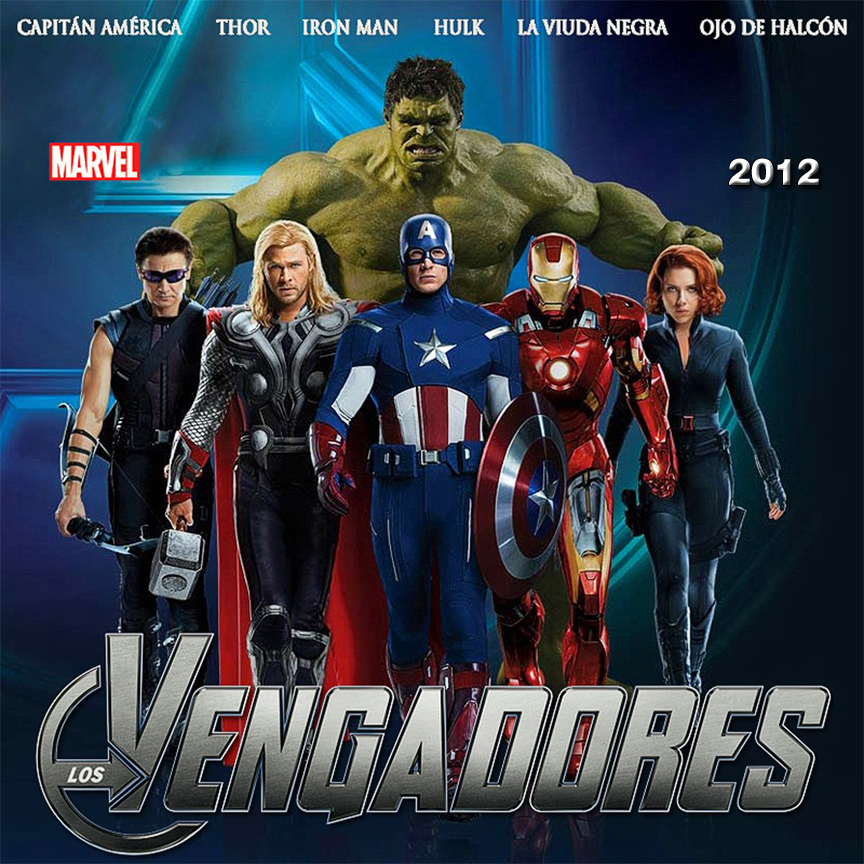 CAPITÁN AMÉRICA THOR IRON MAN HULK LA VIUDA NEGRA OJO DE HALCÓN
MARVEL
2012
A
LOS VENGADORES